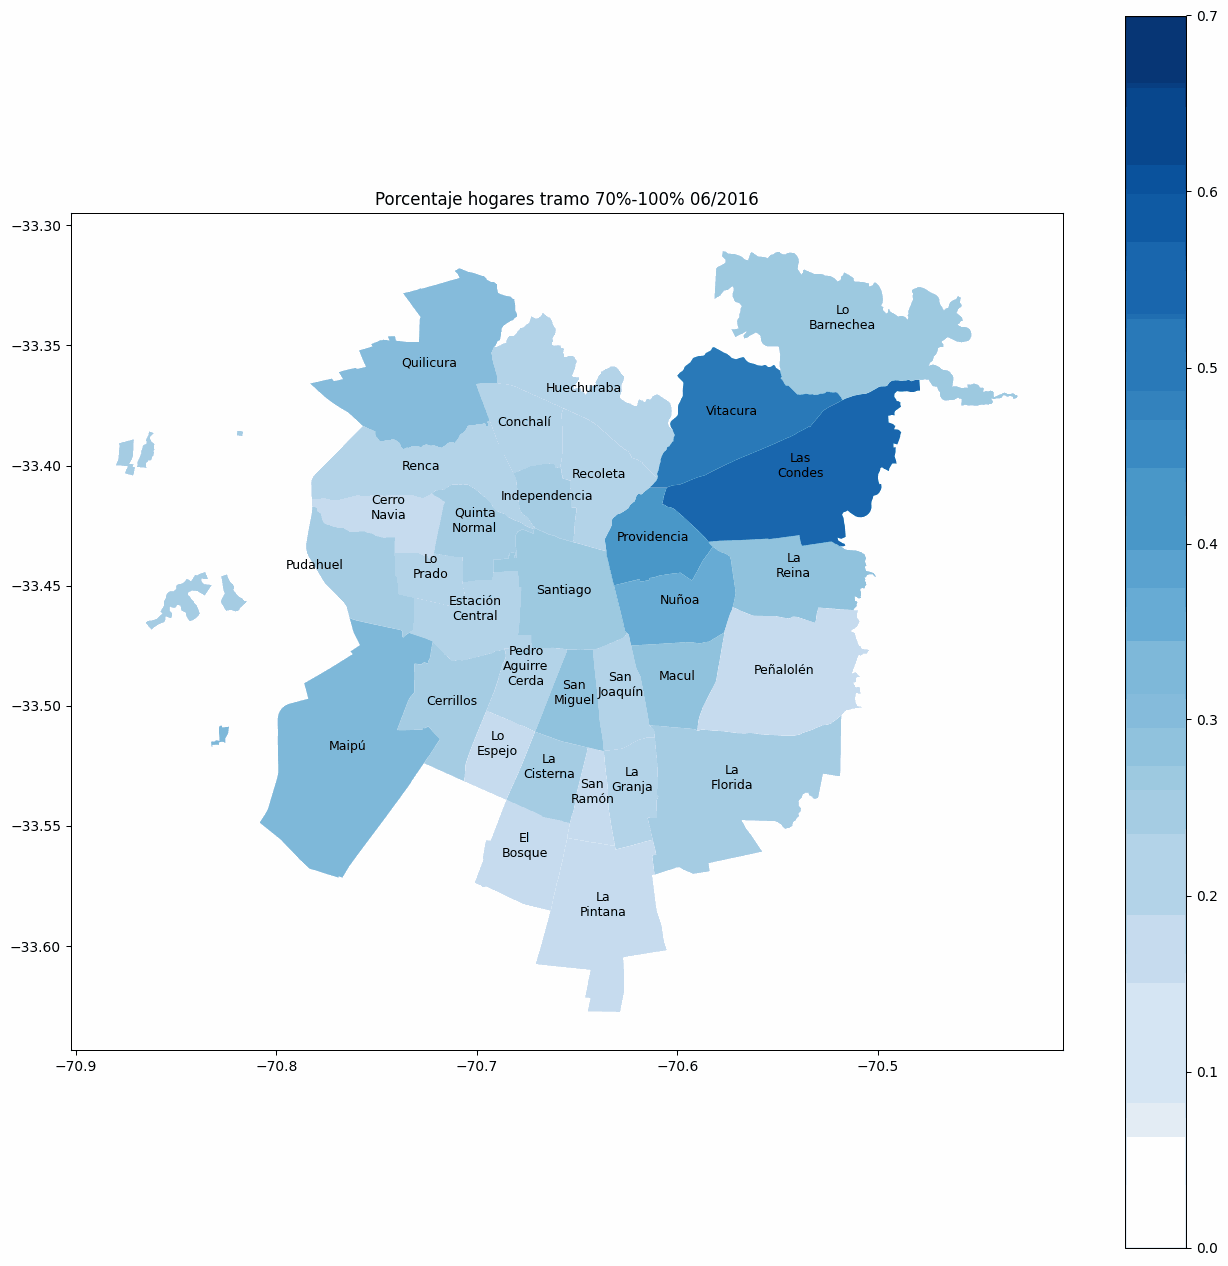 Porcentaje hogares tramo 70%-100% 06/2016
0.7
0.6
0.5
0.4
0.3
0.2
0.1
0.0
−33.30
−33.35
−33.40
−33.45
−33.50
−33.55
−33.60
−70.9
−70.8
−70.7
−70.6
−70.5
Lo
Barnechea
Quilicura
Huechuraba
Vitacura
Conchalí
Las
Condes
Renca
Recoleta
Independencia
Cerro
Navia
Quinta
Normal
Providencia
Pudahuel
Lo
Prado
La
Reina
Santiago
Estación
Central
Nuñoa
Pedro
Aguirre
Cerda
Peñalolén
Macul
San
Joaquín
San
Miguel
Cerrillos
Maipú
Lo
Espejo
La
Cisterna
La
Granja
La
Florida
San
Ramón
El
Bosque
La
Pintana